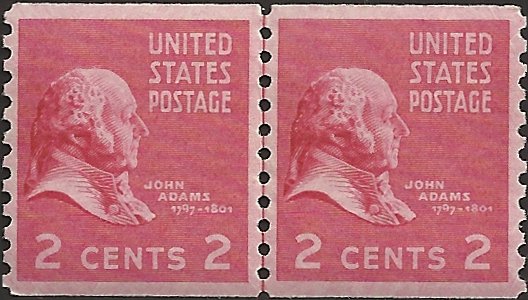 UNITED
STATES
POSTAGE
JOHN
ADAMS
1797-1801
2 CENTS 2
UNITED
STATES
POSTAGE
JOHN
ADAMS
1797-1801
2 CENTS 2